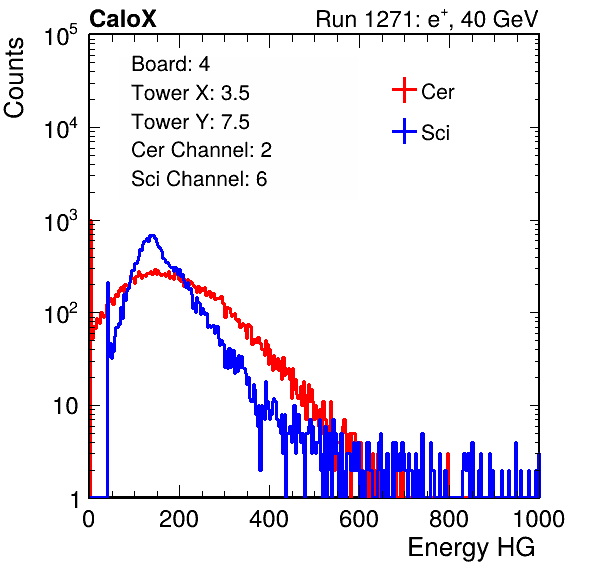 CaloX Run 1271: e⁺, 40 GeV
Counts
10⁵
10⁴
10³
10²
10
1
Board: 4
Tower X: 3.5
Tower Y: 7.5
Cer Channel: 2
Sci Channel: 6
Cer
Sci
0 200 400 600 800 1000
Energy HG